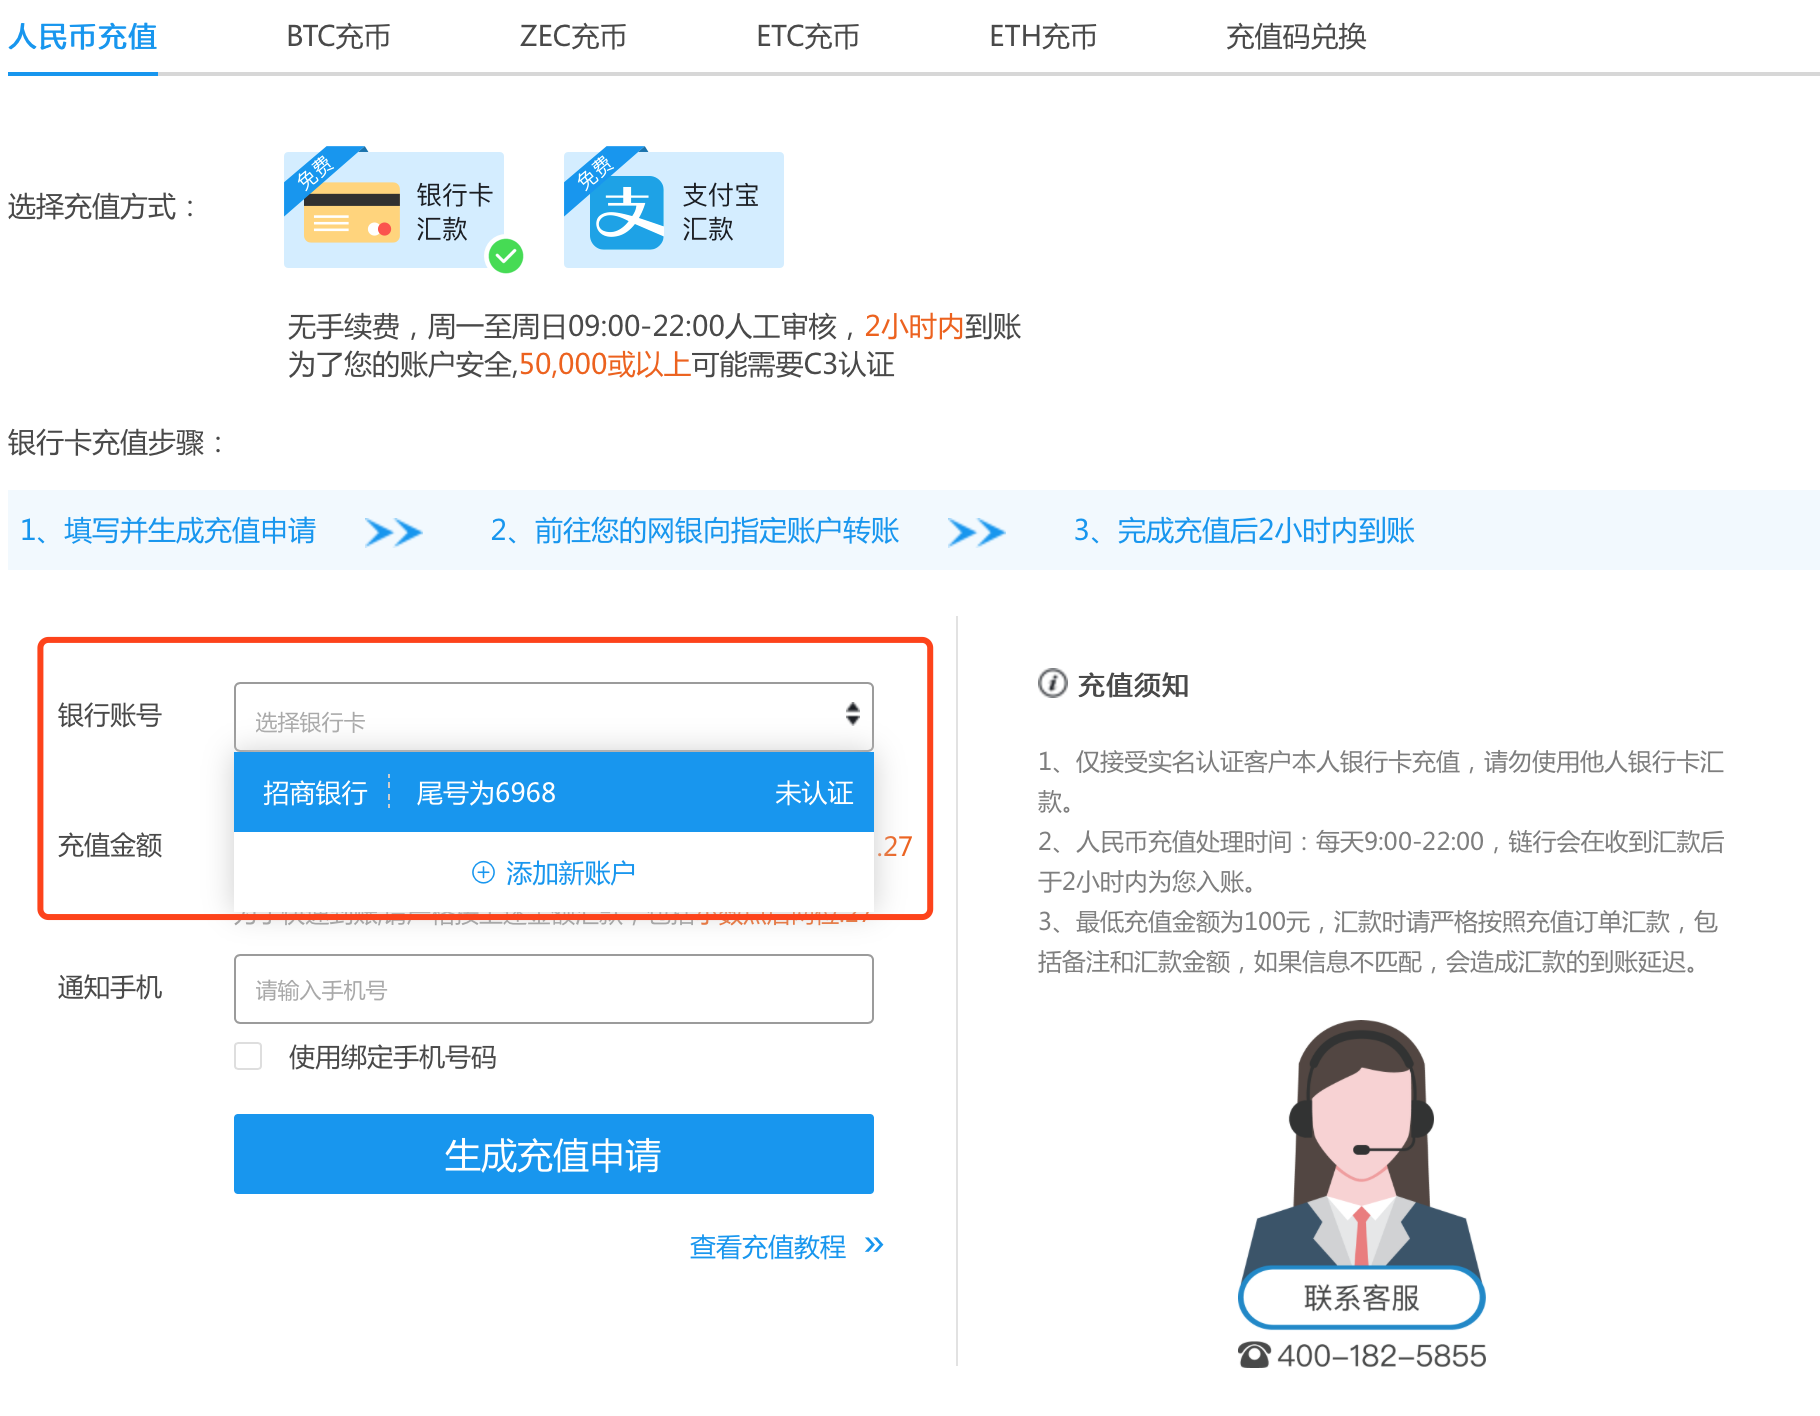 人民币充值 BTC充币 ZEC充币 ETC充币 ETH充币 充值码兑换
选择充值方式：
免费
银行卡
汇款
免费
支
支付宝
汇款
无手续费，周一至周日09:00-22:00人工审核，2小时内到账
为了您的账户安全,50,000或以上可能需要C3认证
银行卡充值步骤：
1、填写并生成充值申请 2、前往您的网银向指定账户转账 3、完成充值后2小时内到账
银行账号
选择银行卡
招商银行 尾号为6968 未认证
充值金额
.27
添加新账户
通知手机
请输入手机号
使用绑定手机号码
生成充值申请
查看充值教程 »
充值须知
1、仅接受实名认证客户本人银行卡充值，请勿使用他人银行卡汇
款。
2、人民币充值处理时间：每天9:00-22:00，链行会在收到汇款后
于2小时内为您入账。
3、最低充值金额为100元，汇款时请严格按照充值订单汇款，包
括备注和汇款金额，如果信息不匹配，会造成汇款的到账延迟。
联系客服
400-182-5855